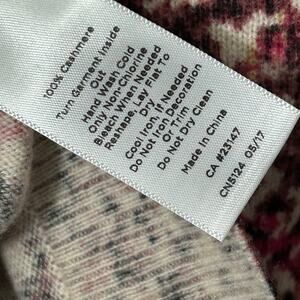 100% Cashmere
Turn Garment Inside
Out
Hand Wash Cold
Only Non-Chlorine
Bleach When Needed
Reshape, Lay Flat To
Dry
Cool Iron, If Needed
Do Not Iron Decoration
O Trim
Do Not Dry Clean
Made In China
CA #23147
CN5124 05/17